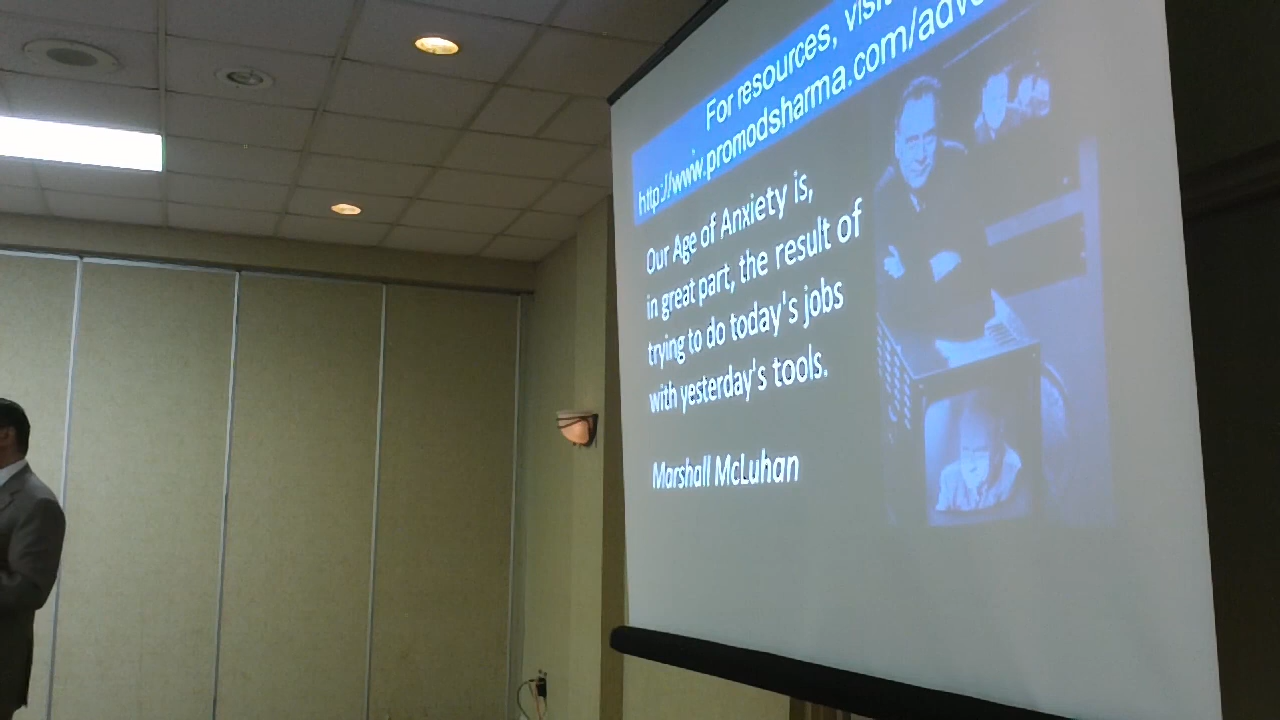 For resources, visit
http://www.promodsharma.com/adv
Our Age of Anxiety is,
in great part, the result of
trying to do today's jobs
with yesterday's tools.
Marshall McLuhan